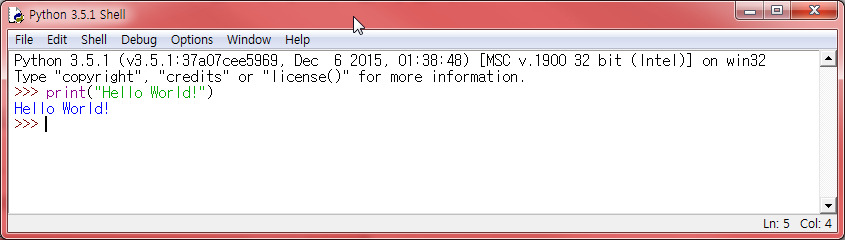 Python 3.5.1 Shell
File Edit Shell Debug Options Window Help
Python 3.5.1 (v3.5.1:37a07cee5969, Dec  6 2015, 01:38:48) [MSC v.1900 32 bit (Intel)] on win32
Type "copyright", "credits" or "license()" for more information.
>>> print("Hello World!")
Hello World!
>>>
Ln: 5 Col: 4